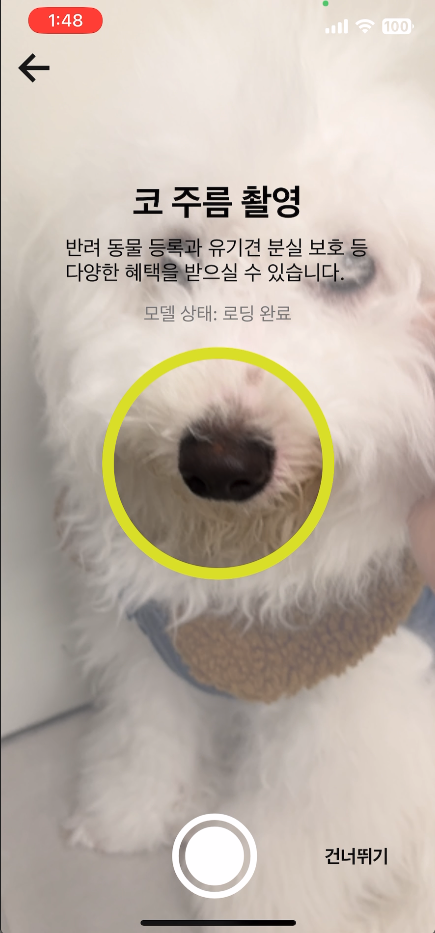 1:48
100
코 주름 촬영
반려 동물 등록과 유기견 분실 보호 등
다양한 혜택을 받으실 수 있습니다.
모델 상태: 로딩 완료
건너뛰기